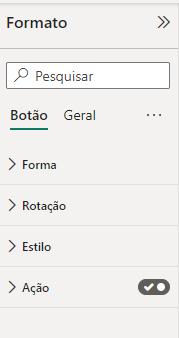 Formato
Pesquisar
Botão Geral
Forma
Rotação
Estilo
Ação